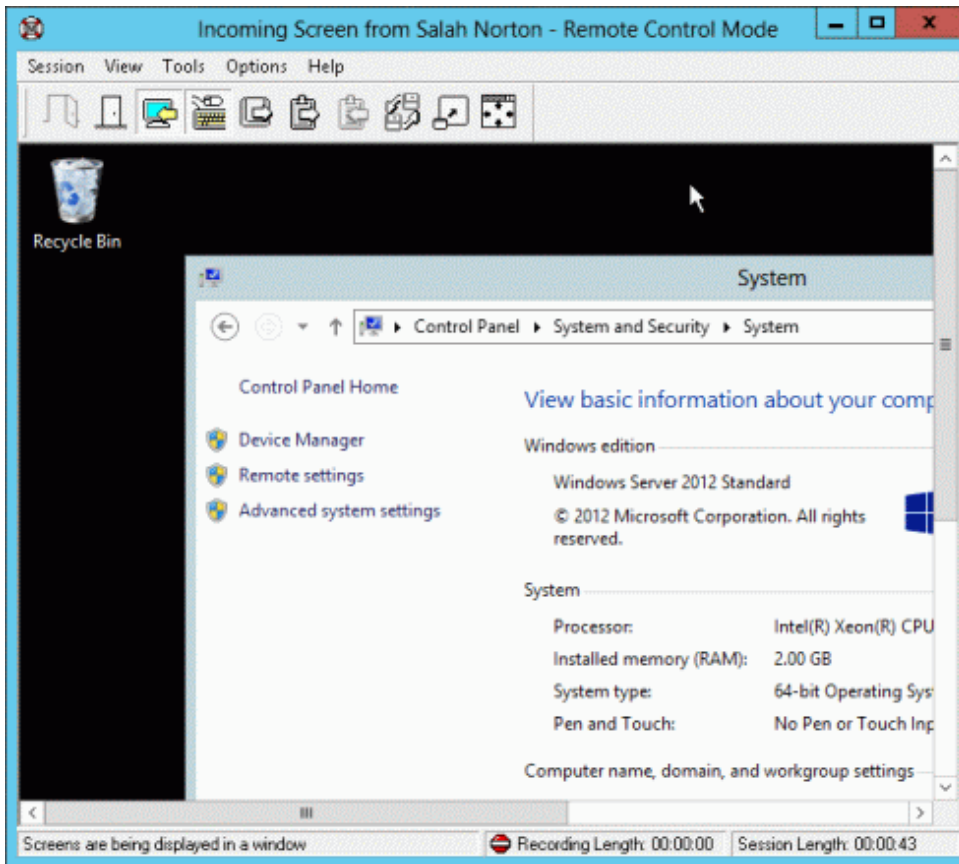 Incoming Screen from Salah Norton - Remote Control Mode
Session View Tools Options Help
Recycle Bin
System
Control Panel System and Security System
Control Panel Home
Device Manager
Remote settings
Advanced system settings
View basic information about your comp
Windows edition
Windows Server 2012 Standard
© 2012 Microsoft Corporation. All rights
reserved.
System
Processor: Intel(R) Xeon(R) CPU
Installed memory (RAM): 2.00 GB
System type: 64-bit Operating Sys
Pen and Touch: No Pen or Touch Inp
Computer name, domain, and workgroup settings
Screens are being displayed in a window Recording Length: 00:00:00 Session Length: 00:00:43